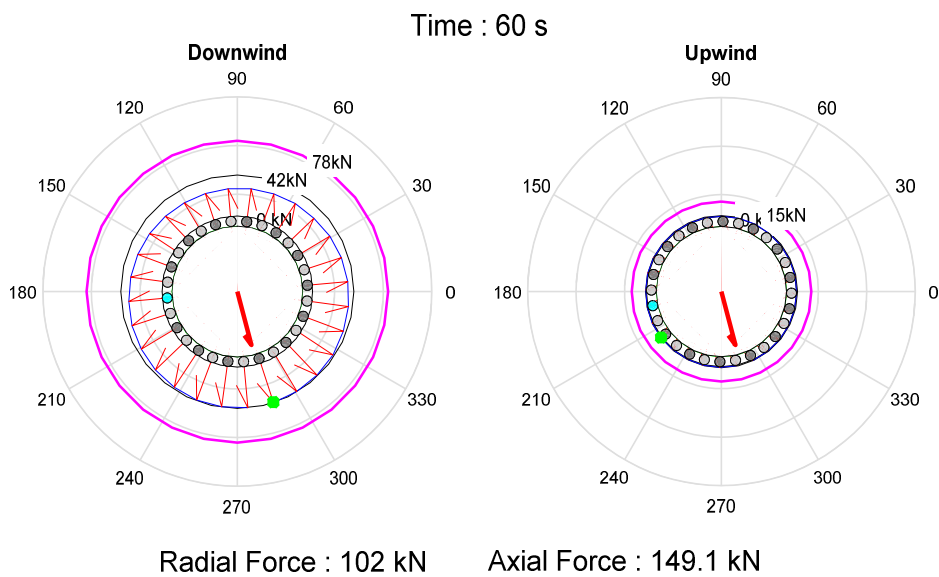 Time : 60 s
Downwind
Upwind
90
60
30
0
330
300
270
240
210
180
150
120
78kN
42kN
0 kN
90
60
30
0
330
300
270
240
210
180
150
120
15kN
Radial Force : 102 kN
Axial Force : 149.1 kN